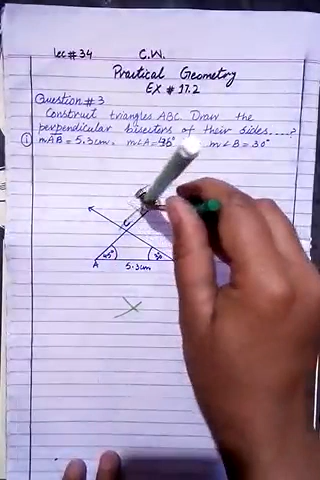 Lec # 34 C.W.
Practical Geometry
EX # 17.2
Question # 3
Construct triangles ABC. Draw the
perpendicular bisectors of their sides....?
(i) mAB = 5.3cm, m∠A = 45° m∠B = 30°
C
A 45° 30°
5.3cm